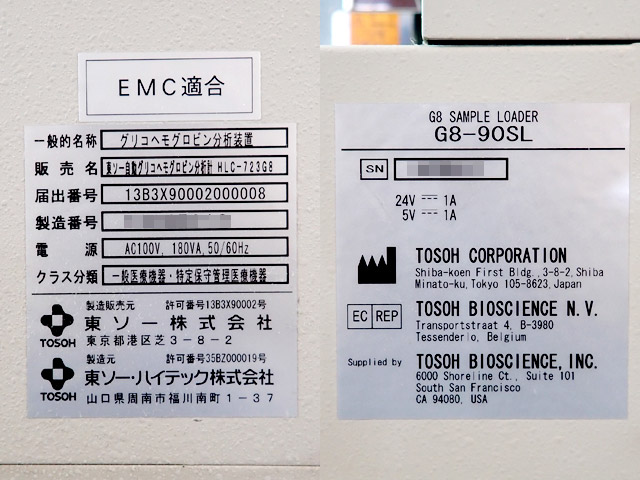 EMC適合
一般的名称 グリコヘモグロビン分析装置
販売名 東ソー自動グリコヘモグロビン分析計 HLC-723G8
届出番号 13B3X90002000008
製造番号
電源 AC100V, 180VA, 50/60Hz
クラス分類 一般医療機器・特定保守管理医療機器
製造販売元 許可番号13B3X90002号
TOSOH 東ソー株式会社
東京都港区芝3-8-2
製造元 許可番号35BZ000019号
TOSOH 東ソー・ハイテック株式会社
山口県周南市福川南町1-37
G8 SAMPLE LOADER
G8-90SL
SN
24V 1A
5V 1A
TOSOH CORPORATION
Shiba-koen First Bldg.,3-8-2,Shiba
Minato-ku,Tokyo 105-8623,Japan
EC REP TOSOH BIOSCIENCE N.V.
Transportstraat 4, B-3980
Tessenderlo, Belgium
Supplied by TOSOH BIOSCIENCE, INC.
6000 Shoreline Ct., Suite 101
South San Francisco
CA 94080, USA